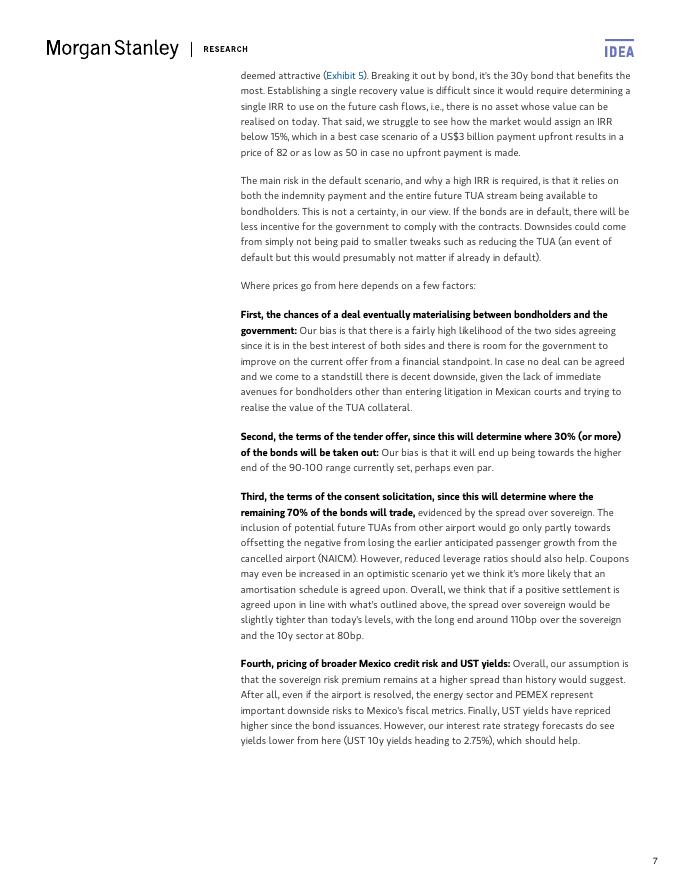 Morgan Stanley | RESEARCH
IDEA
deemed attractive (Exhibit 5). Breaking it out by bond, it's the 30y bond that benefits the
most. Establishing a single recovery value is difficult since it would require determining a
single IRR to use on the future cash flows, i.e., there is no asset whose value can be
realised on today. That said, we struggle to see how the market would assign an IRR
below 15%, which in a best case scenario of a US$3 billion payment upfront results in a
price of 82 or as low as 50 in case no upfront payment is made.
The main risk in the default scenario, and why a high IRR is required, is that it relies on
both the indemnity payment and the entire future TUA stream being available to
bondholders. This is not a certainty, in our view. If the bonds are in default, there will be
less incentive for the government to comply with the contracts. Downsides could come
from simply not being paid to smaller tweaks such as reducing the TUA (an event of
default but this would presumably not matter if already in default).
Where prices go from here depends on a few factors:
First, the chances of a deal eventually materialising between bondholders and the
government: Our bias is that there is a fairly high likelihood of the two sides agreeing
since it is in the best interest of both sides and there is room for the government to
improve on the current offer from a financial standpoint. In case no deal can be agreed
and we come to a standstill there is decent downside, given the lack of immediate
avenues for bondholders other than entering litigation in Mexican courts and trying to
realise the value of the TUA collateral.
Second, the terms of the tender offer, since this will determine where 30% (or more)
of the bonds will be taken out: Our bias is that it will end up being towards the higher
end of the 90-100 range currently set, perhaps even par.
Third, the terms of the consent solicitation, since this will determine where the
remaining 70% of the bonds will trade, evidenced by the spread over sovereign. The
inclusion of potential future TUAs from other airport would go only partly towards
offsetting the negative from losing the earlier anticipated passenger growth from the
cancelled airport (NAICM). However, reduced leverage ratios should also help. Coupons
may even be increased in an optimistic scenario yet we think it's more likely that an
amortisation schedule is agreed upon. Overall, we think that if a positive settlement is
agreed upon in line with what's outlined above, the spread over sovereign would be
slightly tighter than today's levels, with the long end around 110bp over the sovereign
and the 10y sector at 80bp.
Fourth, pricing of broader Mexico credit risk and UST yields: Overall, our assumption is
that the sovereign risk premium remains at a higher spread than history would suggest.
After all, even if the airport is resolved, the energy sector and PEMEX represent
important downside risks to Mexico's fiscal metrics. Finally, UST yields have repriced
higher since the bond issuances. However, our interest rate strategy forecasts do see
yields lower from here (UST 10y yields heading to 2.75%), which should help.
7